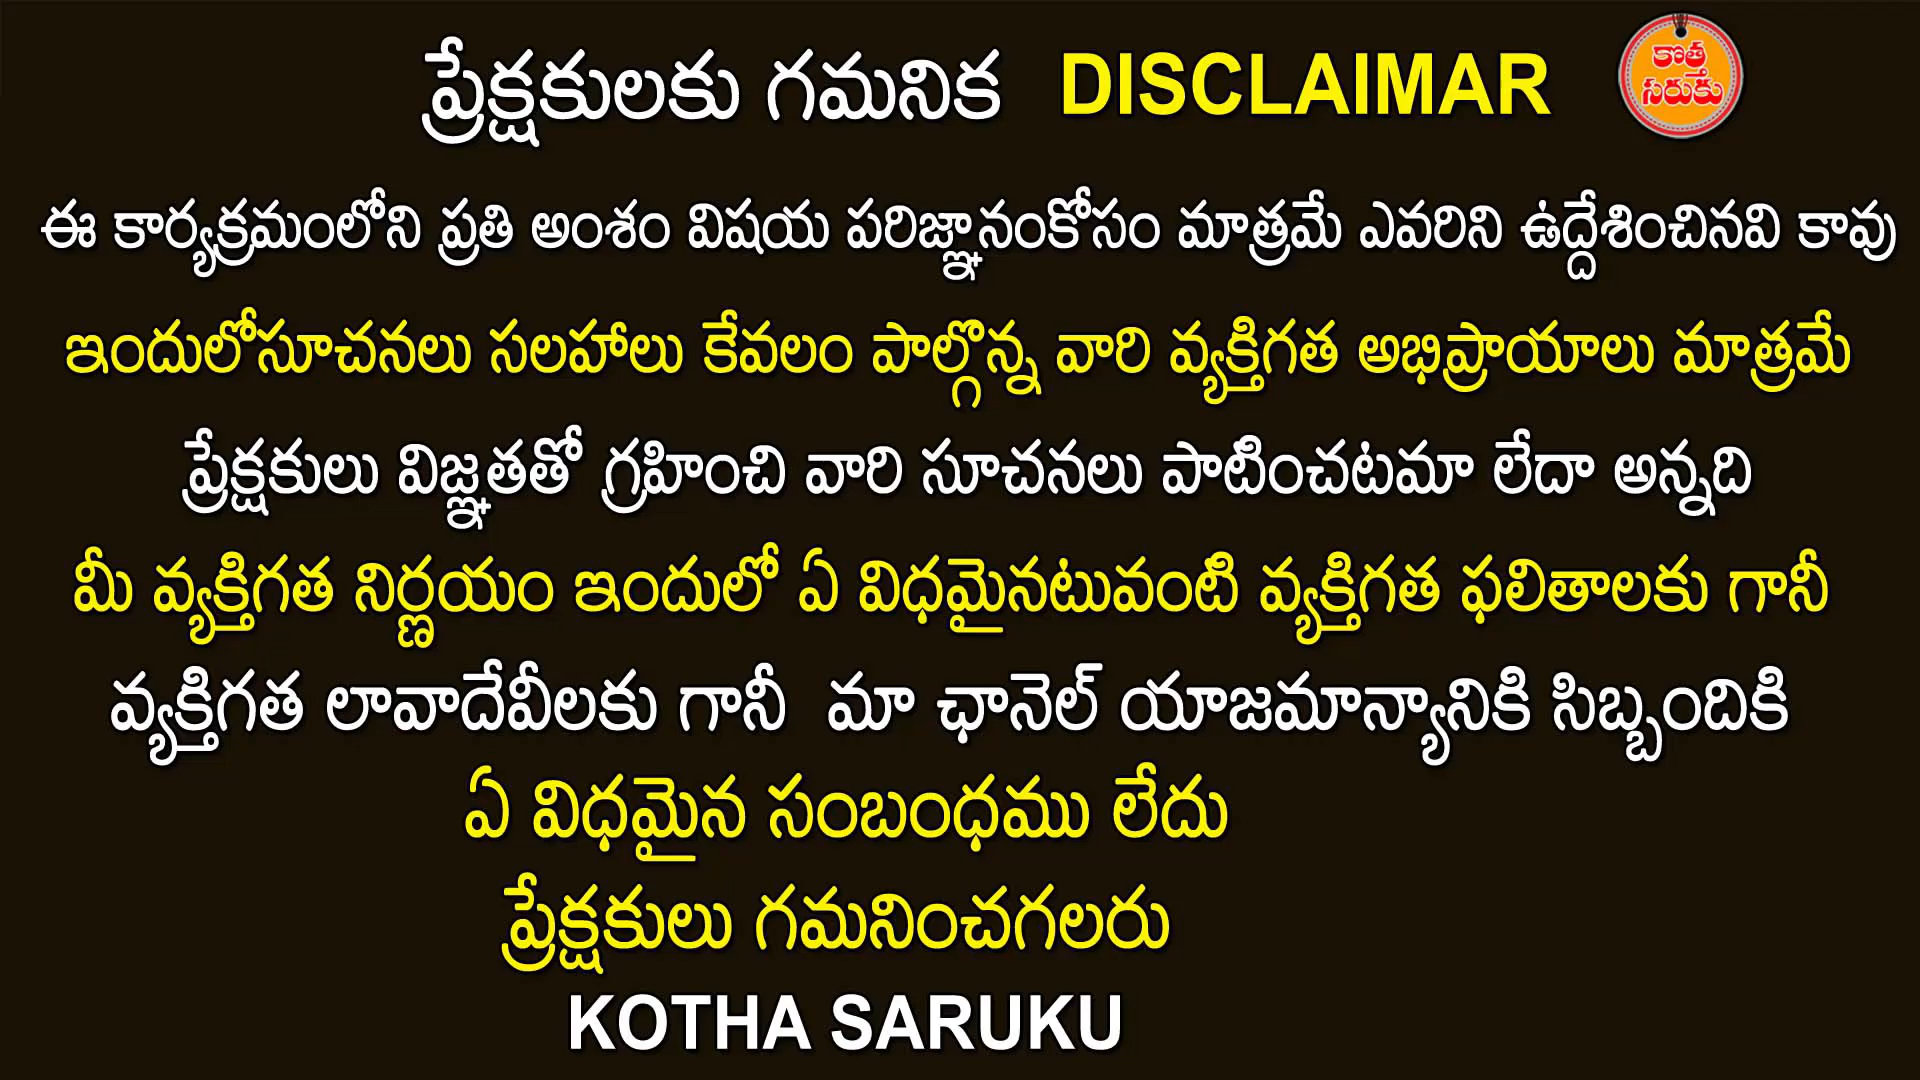 ప్రేక్షకులకు గమనిక DISCLAIMAR
కొత్త
సరుకు
ఈ కార్యక్రమంలోని ప్రతి అంశం విషయ పరిజ్ఞానంకోసం మాత్రమే ఎవరిని ఉద్దేశించినవి కావు
ఇందులోసూచనలు సలహాలు కేవలం పాల్గొన్న వారి వ్యక్తిగత అభిప్రాయాలు మాత్రమే
ప్రేక్షకులు విజ్ఞతతో గ్రహించి వారి సూచనలు పాటించటమా లేదా అన్నది
మీ వ్యక్తిగత నిర్ణయం ఇందులో ఏ విధమైనటువంటి వ్యక్తిగత ఫలితాలకు గానీ
వ్యక్తిగత లావాదేవీలకు గానీ మా ఛానెల్ యాజమాన్యానికి సిబ్బందికి
ఏ విధమైన సంబంధము లేదు
ప్రేక్షకులు గమనించగలరు
KOTHA SARUKU